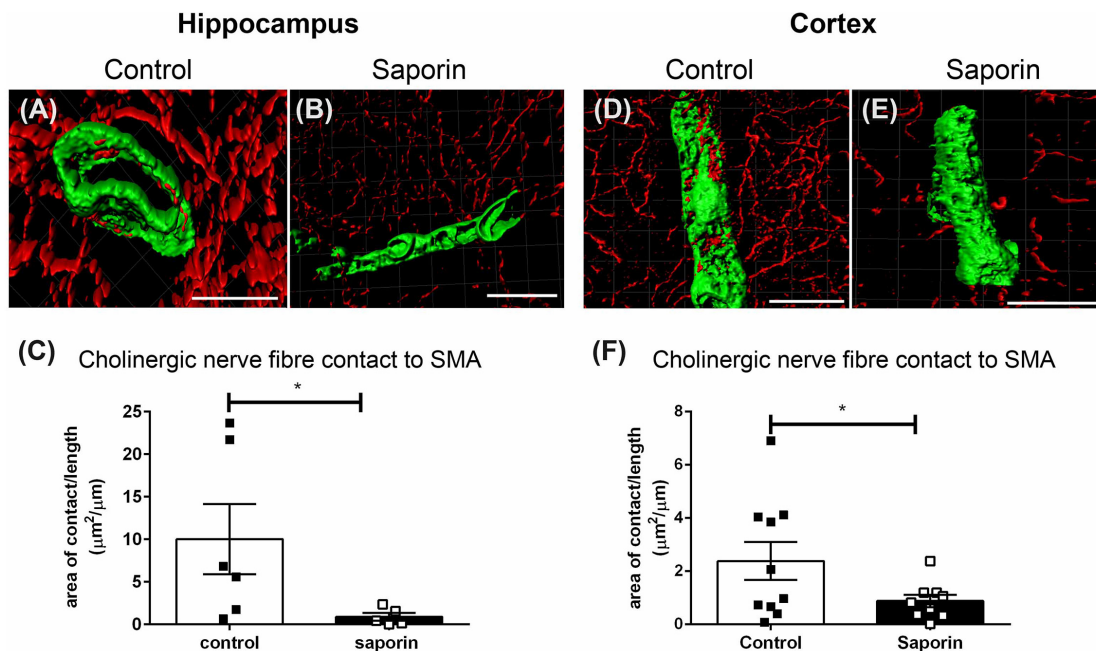 Hippocampus
Cortex
Control
Saporin
Control
Saporin
(A)
(B)
(D)
(E)
(C)
Cholinergic nerve fibre contact to SMA
*
area of contact/length
(µm²/µm)
25
20
15
10
5
0
control
saporin
(F)
Cholinergic nerve fibre contact to SMA
*
area of contact/length
(µm²/µm)
8
6
4
2
0
Control
Saporin